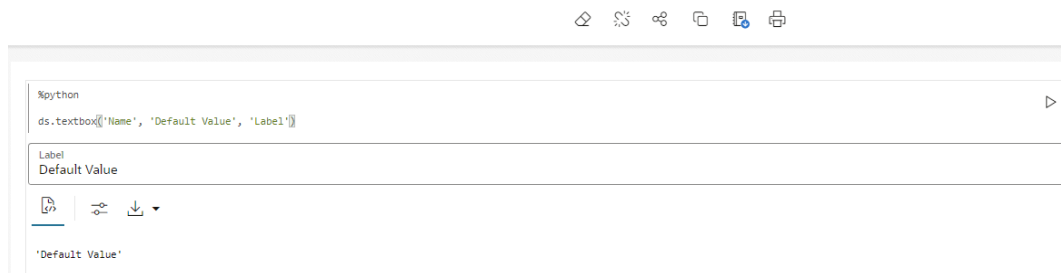 %python
ds.textbox('Name', 'Default Value', 'Label')
Label
Default Value
'Default Value'